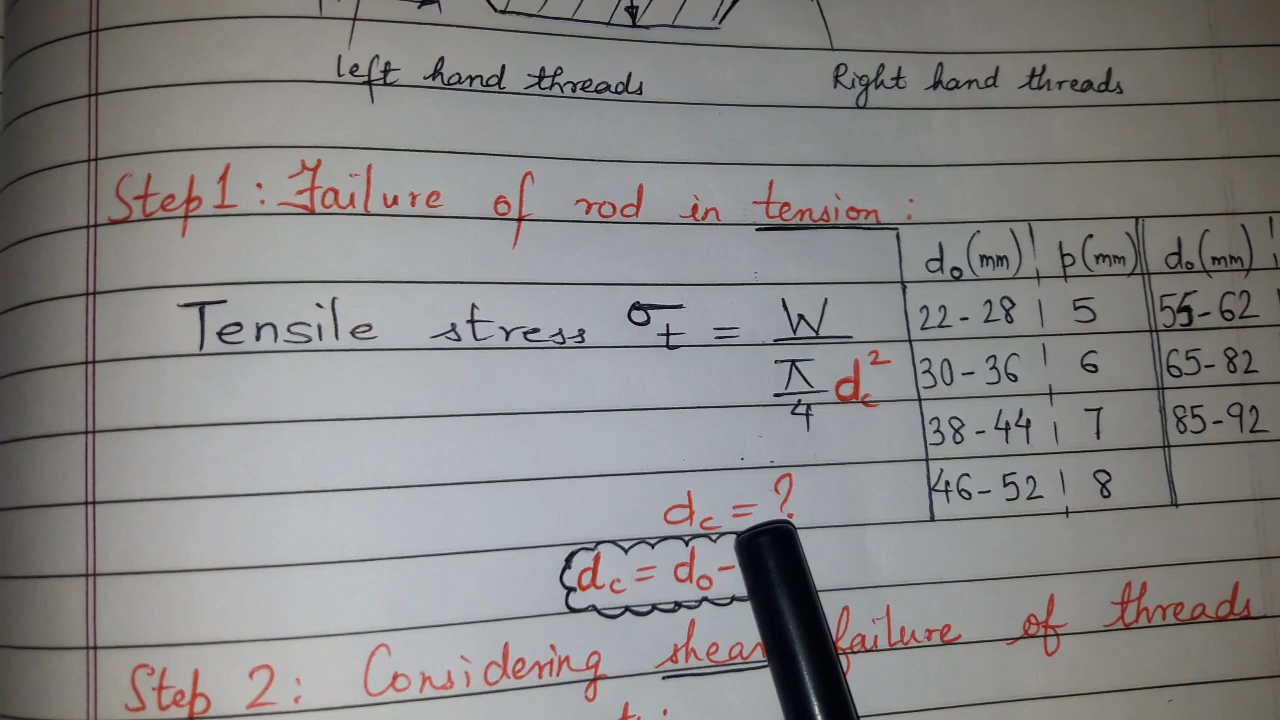 left hand threads Right hand threads
Step 1: Failure of rod in tension:
Tensile stress σt = W / π/4 dc²
d₀(mm) p(mm) d₀(mm)
22-28 5 55-62
30-36 6 65-82
38-44 7 85-92
46-52 8
dc = ?
dc = d₀ -
Step 2: Considering shear failure of threads